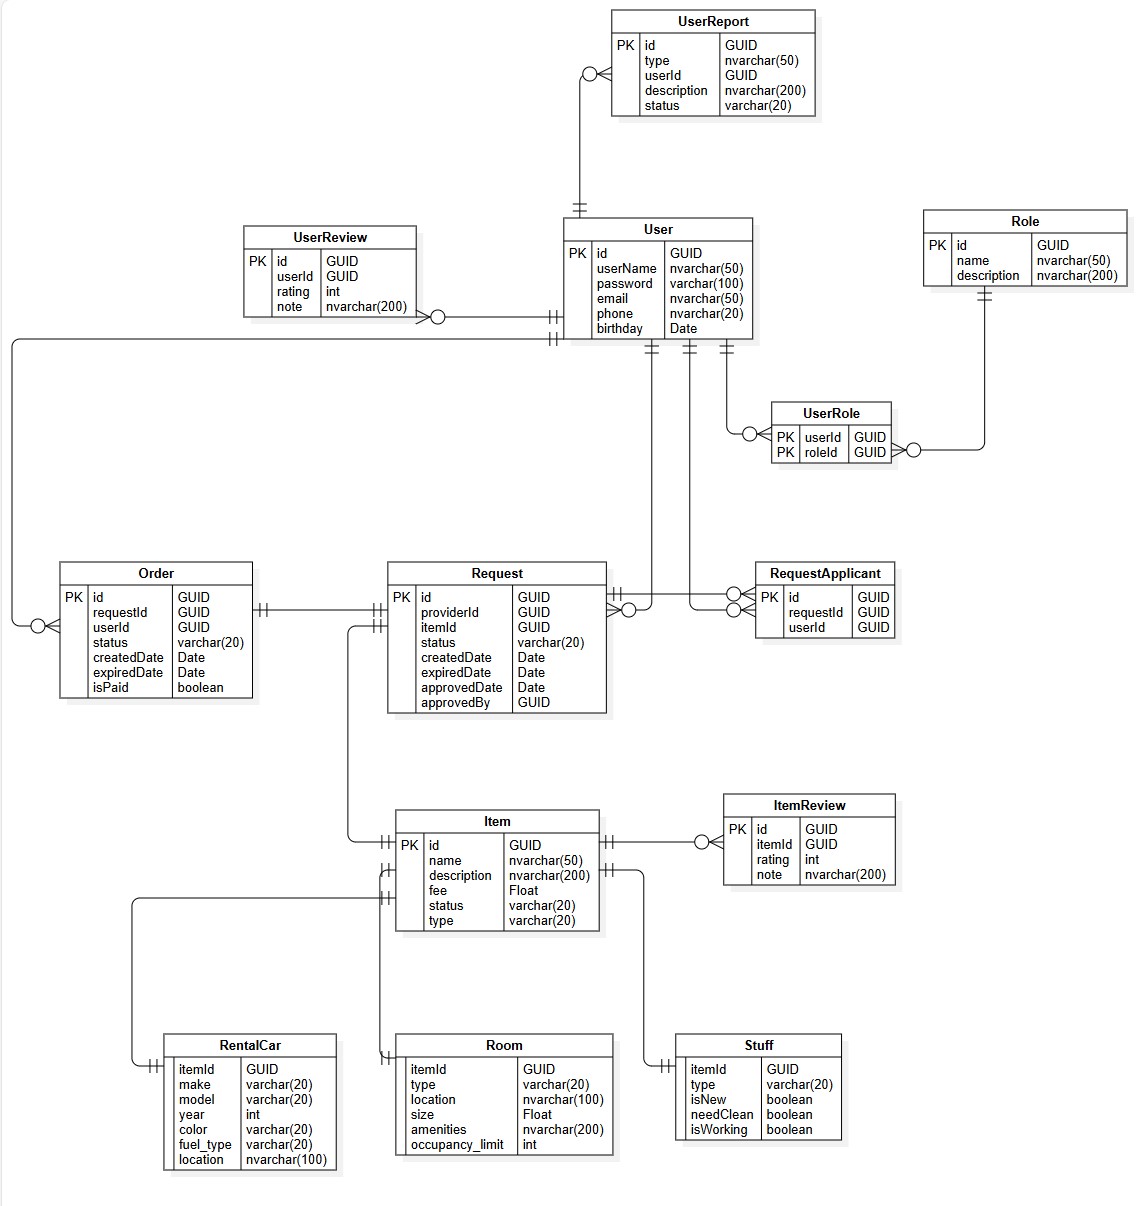 UserReport
PK id GUID
type nvarchar(50)
userId GUID
description nvarchar(200)
status varchar(20)
UserReview
PK id GUID
userId GUID
rating int
note nvarchar(200)
User
PK id GUID
userName nvarchar(50)
password varchar(100)
email nvarchar(50)
phone nvarchar(20)
birthday Date
Role
PK id GUID
name nvarchar(50)
description nvarchar(200)
UserRole
PK userId GUID
PK roleId GUID
Order
PK id GUID
requestId GUID
userId GUID
status varchar(20)
createdDate Date
expiredDate Date
isPaid boolean
Request
PK id GUID
providerId GUID
itemId GUID
status varchar(20)
createdDate Date
expiredDate Date
approvedDate Date
approvedBy GUID
RequestApplicant
PK id GUID
requestId GUID
userId GUID
Item
PK id GUID
name nvarchar(50)
description nvarchar(200)
fee Float
status varchar(20)
type varchar(20)
ItemReview
PK id GUID
itemId GUID
rating int
note nvarchar(200)
RentalCar
itemId GUID
make varchar(20)
model varchar(20)
year int
color varchar(20)
fuel_type varchar(20)
location nvarchar(100)
Room
itemId GUID
type varchar(20)
location nvarchar(100)
size Float
amenities nvarchar(200)
occupancy_limit int
Stuff
itemId GUID
type varchar(20)
isNew boolean
needClean boolean
isWorking boolean